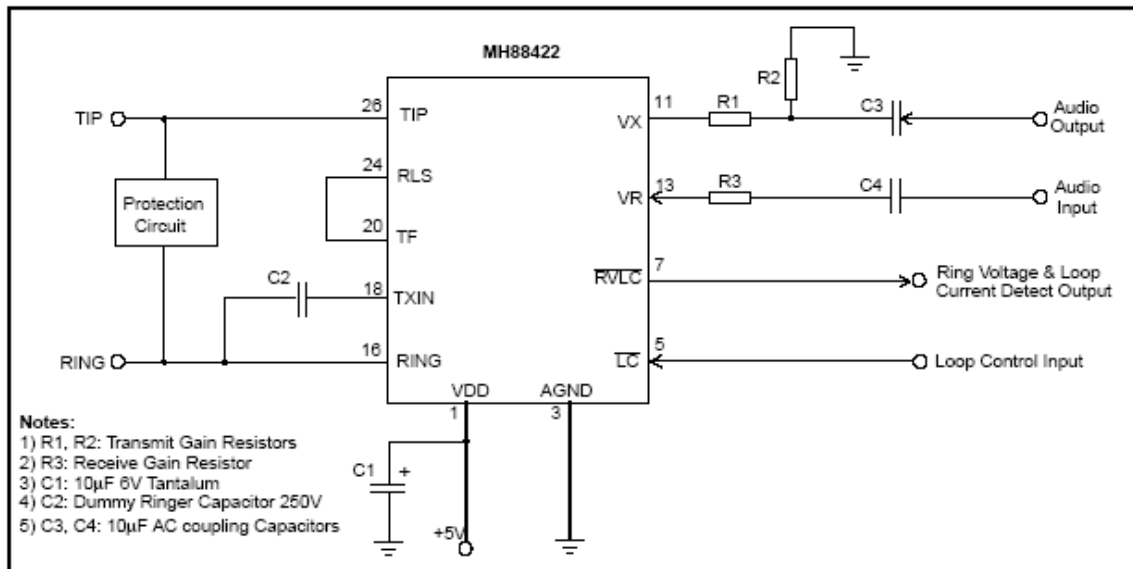 MH88422
TIP
26
TIP
Protection
Circuit
24
RLS
20
TF
C2
18
TXIN
RING
16
RING
VDD
1
AGND
3
C1
+
+5V
VX
11
R1
R2
C3
Audio
Output
VR
13
R3
C4
Audio
Input
RVLC
7
Ring Voltage & Loop
Current Detect Output
LC
5
Loop Control Input
Notes:
1) R1, R2: Transmit Gain Resistors
2) R3: Receive Gain Resistor
3) C1: 10µF 6V Tantalum
4) C2: Dummy Ringer Capacitor 250V
5) C3, C4: 10µF AC coupling Capacitors